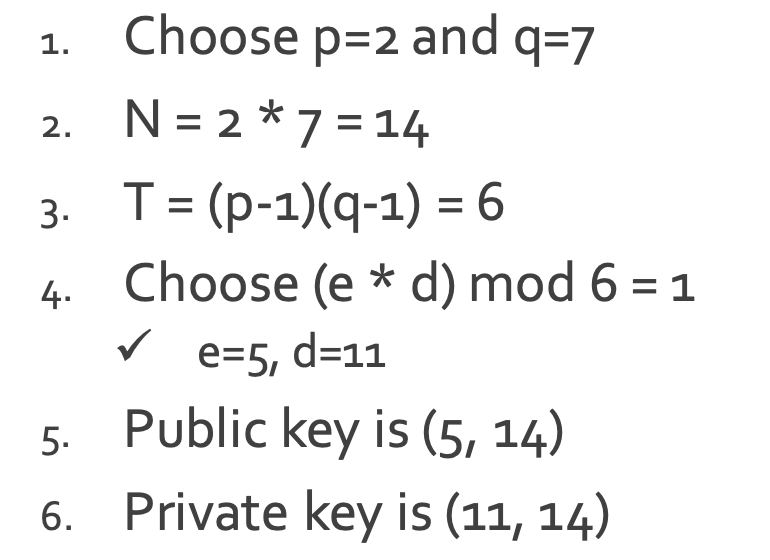 1. Choose p=2 and q=7
2. N = 2 * 7 = 14
3. T = (p-1)(q-1) = 6
4. Choose (e * d) mod 6 = 1
✓ e=5, d=11
5. Public key is (5, 14)
6. Private key is (11, 14)